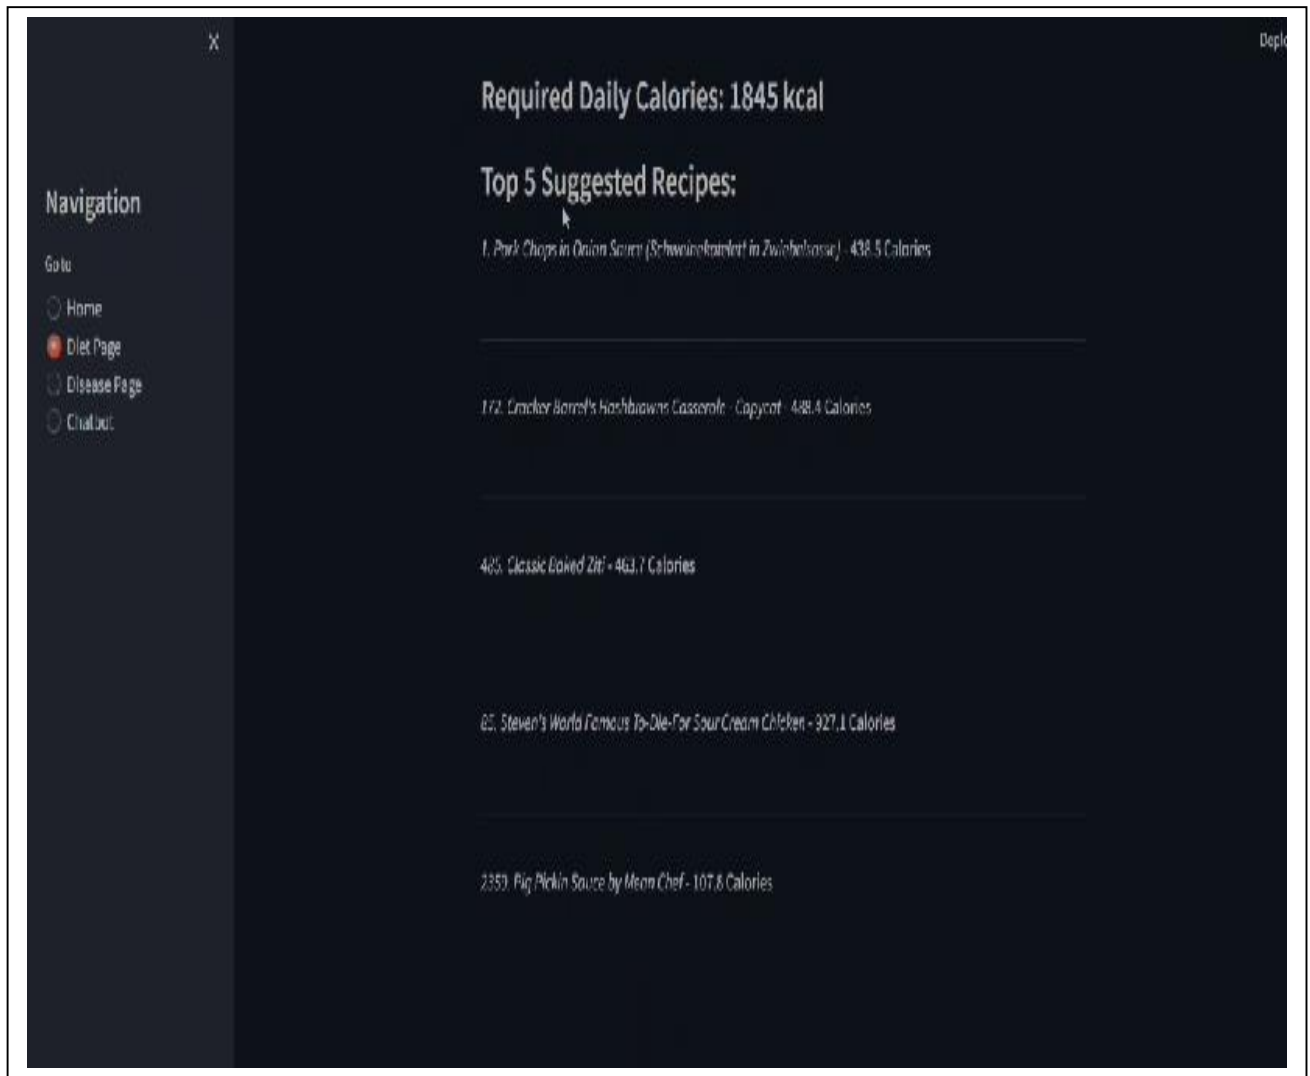 X
Deplo
Required Daily Calories: 1845 kcal
Top 5 Suggested Recipes:
Navigation
Go to
Home
Diet Page
Disease Page
Chatbot
1. Pork Chops in Onion Sauce (Schweinekotelett in Zwiebelsosse) - 438.5 Calories
172. Cracker Barrel's Hashbrowns Casserole - Copycat - 488.4 Calories
485. Classic Baked Ziti - 463.7 Calories
Steven's World Famous To-Die-For Sour Cream Chicken - 927.1 Calories
Pig Pickin Sauce by Mean Chef - 107.8 Calories